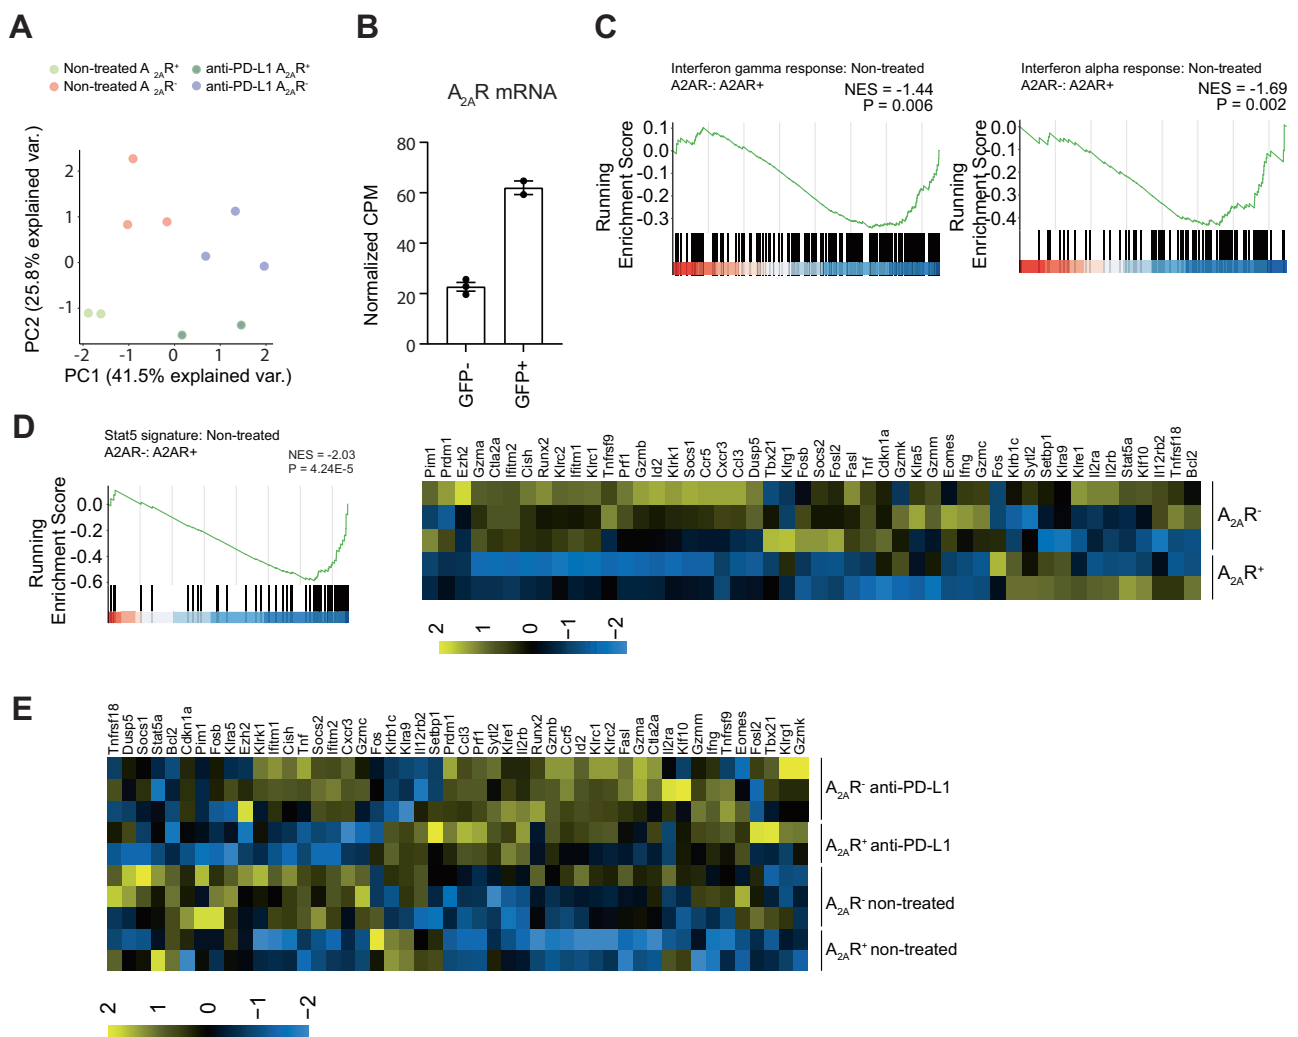 A
Non-treated A 2AR+
Non-treated A 2AR-
anti-PD-L1 A2AR+
anti-PD-L1 A2AR-
PC2 (25.8% explained var.)
2
1
0
-1
-2
-1
0
1
2
PC1 (41.5% explained var.)
B
A2AR mRNA
Normalized CPM
80
60
40
20
0
GFP-
GFP+
C
Interferon gamma response: Non-treated
A2AR-: A2AR+
NES = -1.44
P = 0.006
Running
Enrichment Score
0.1
0.0
-0.1
-0.2
-0.3
Interferon alpha response: Non-treated
A2AR-: A2AR+
NES = -1.69
P = 0.002
Running
Enrichment Score
0.0
-0.1
-0.2
-0.3
-0.4
D
Stat5 signature: Non-treated
A2AR-: A2AR+
NES = -2.03
P = 4.24E-5
Running
Enrichment Score
0.0
-0.2
-0.4
-0.6
Pim1
Prdm1
Ezh2
Gzma
Ctla2a
Ifitm2
Cish
Runx2
Klrc2
Ifitm1
Klrc1
Tnfrsf9
Prf1
Gzmb
Id2
Klrk1
Socs1
Ccr5
Cxcr3
Ccl3
Dusp5
Tbx21
Klrg1
Fosb
Socs2
Fosl2
Fasl
Tnf
Cdkn1a
Gzmk
Klra5
Gzmm
Eomes
Ifng
Gzmc
Fos
Klrb1c
Sytl2
Setbp1
Klra9
Klre1
Il2ra
Il2rb
Stat5a
Klf10
Il12rb2
Tnfrsf18
Bcl2
A2AR-
A2AR+
2
1
0
-1
-2
E
Tnfrsf18
Dusp5
Socs1
Stat5a
Bcl2
Cdkn1a
Pim1
Fosb
Klra5
Ezh2
Klrk1
Ifitm1
Cish
Tnf
Socs2
Ifitm2
Cxcr3
Gzmc
Fos
Klrb1c
Klra9
Il12rb2
Setbp1
Prdm1
Ccl3
Prf1
Sytl2
Klre1
Il2rb
Runx2
Gzmb
Ccr5
Id2
Klrc1
Klrc2
Fasl
Gzma
Ctla2a
Il2ra
Klf10
Gzmm
Ifng
Tnfrsf9
Eomes
Fosl2
Tbx21
Klrg1
Gzmk
A2AR- anti-PD-L1
A2AR+ anti-PD-L1
A2AR- non-treated
A2AR+ non-treated
2
1
0
-1
-2